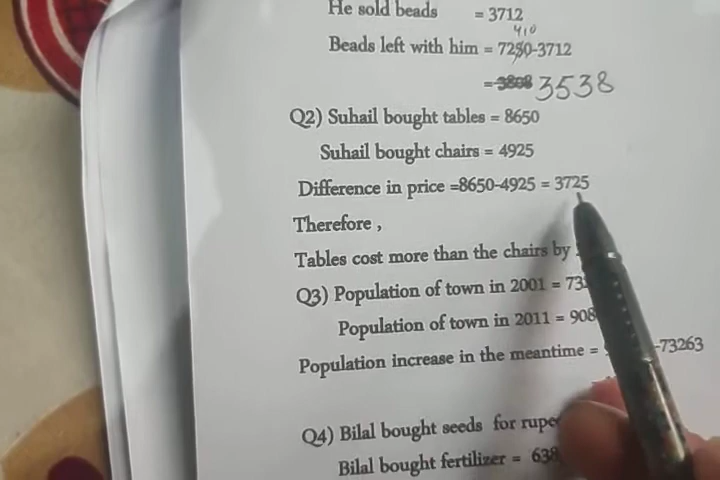 He sold beads = 3712
410
Beads left with him = 7250-3712
=3808 3538
Q2) Suhail bought tables = 8650
Suhail bought chairs = 4925
Difference in price =8650-4925 = 3725
Therefore ,
Tables cost more than the chairs by
Q3) Population of town in 2001 = 73
Population of town in 2011 = 908
Population increase in the meantime = -73263
Q4) Bilal bought seeds for
Bilal bought fertilizer = 638